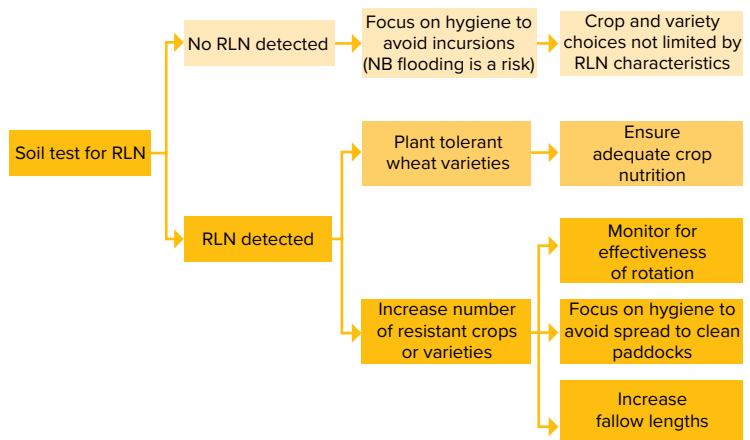 Soil test for RLN
No RLN detected
Focus on hygiene to
avoid incursions
(NB flooding is a risk)
Crop and variety
choices not limited by
RLN characteristics
RLN detected
Plant tolerant
wheat varieties
Ensure
adequate crop
nutrition
Increase number
of resistant crops
or varieties
Monitor for
effectiveness
of rotation
Focus on hygiene to
avoid spread to clean
paddocks
Increase
fallow lengths